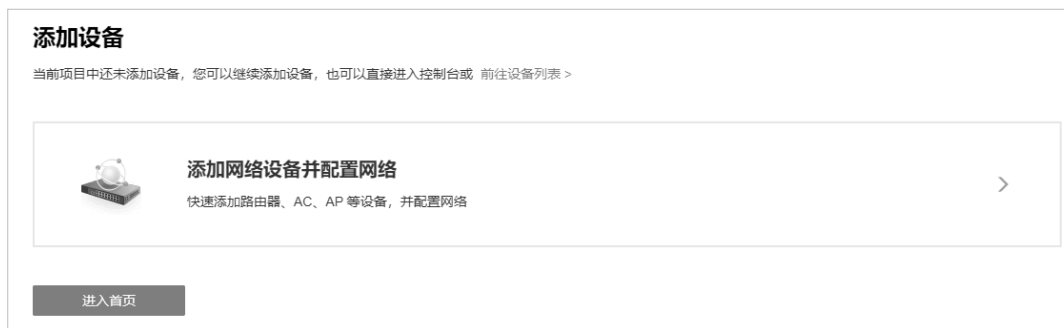 添加设备
当前项目中还未添加设备，您可以继续添加设备，也可以直接进入控制台或 前往设备列表 >
添加网络设备并配置网络
快速添加路由器、AC、AP 等设备，并配置网络
进入首页